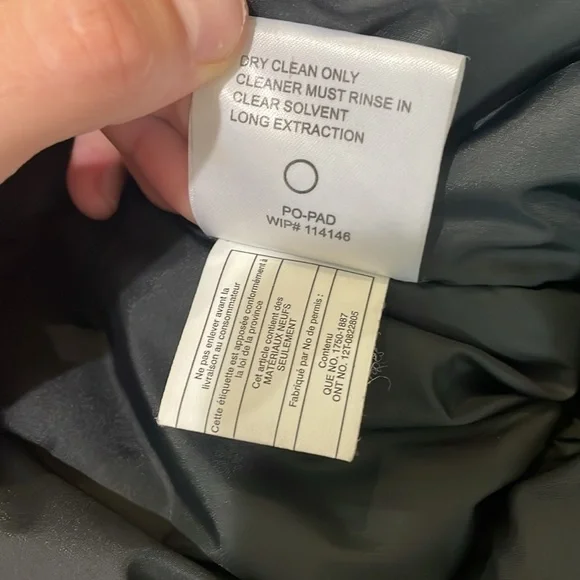 DRY CLEAN ONLY
CLEANER MUST RINSE IN
CLEAR SOLVENT
LONG EXTRACTION
PO-PAD
WIP# 114146
Ne pas enlever avant la
livraison au consommateur
Cette étiquette est apposée conformément à
la loi de la province
Cet article contient des
MATÉRIAUX NEUFS
SEULEMENT
Fabriqué par No de permis :
Contenu
QUE NO. 1750-1887
ONT NO. 12T-0822805